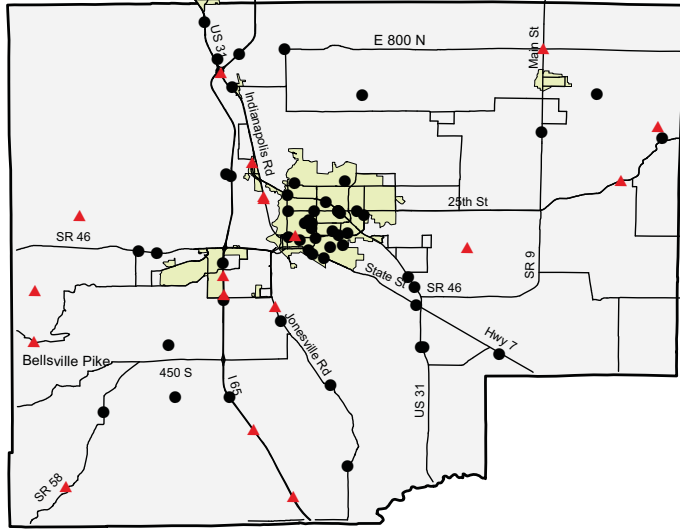 US 31
E 800 N
Main St
Indianapolis Rd
25th St
SR 46
SR 9
State St
SR 46
Jonesville Rd
Hwy 7
Bellsville Pike
450 S
I 65
US 31
SR 58